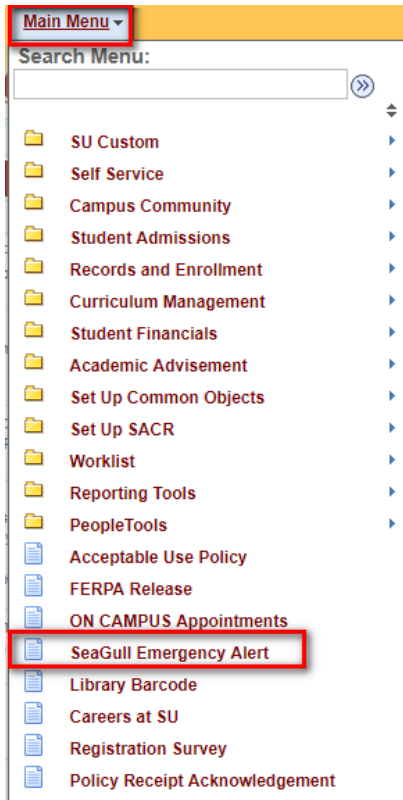 Main Menu
Search Menu:
SU Custom
Self Service
Campus Community
Student Admissions
Records and Enrollment
Curriculum Management
Student Financials
Academic Advisement
Set Up Common Objects
Set Up SACR
Worklist
Reporting Tools
PeopleTools
Acceptable Use Policy
FERPA Release
ON CAMPUS Appointments
SeaGull Emergency Alert
Library Barcode
Careers at SU
Registration Survey
Policy Receipt Acknowledgement